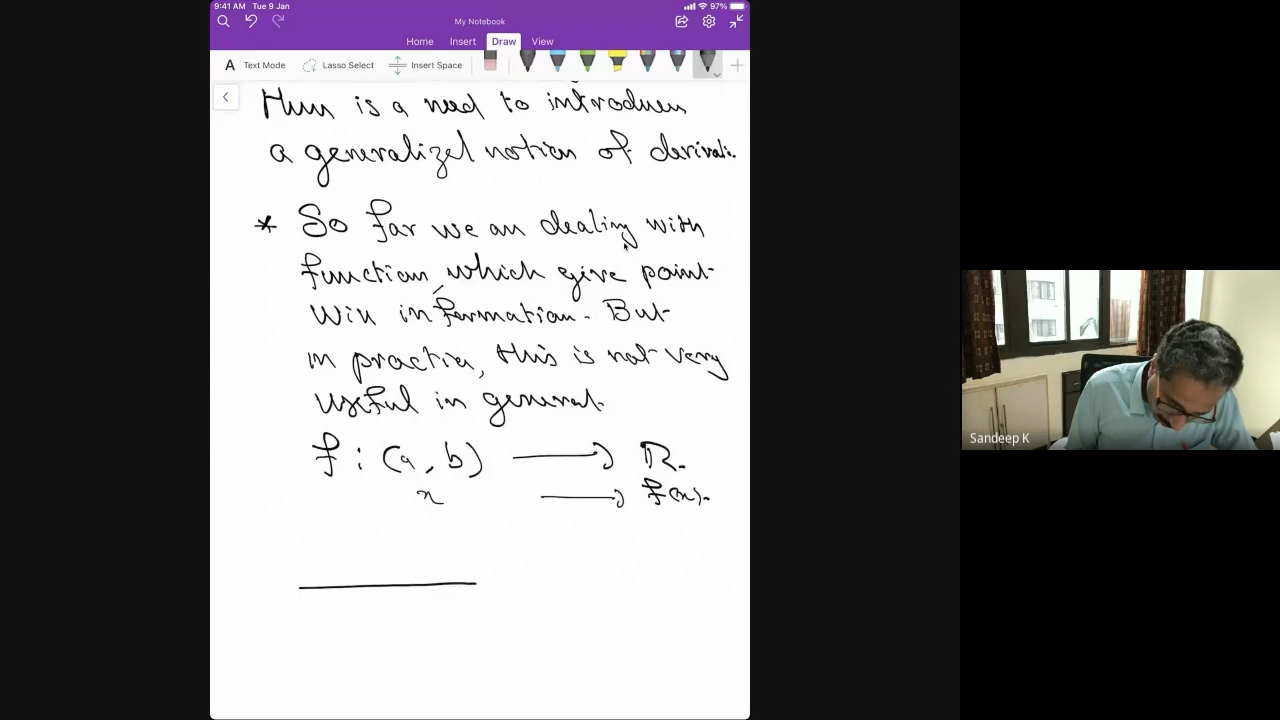 9:41 AM Tue 9 Jan
97%
My Notebook
Home Insert Draw View
A Text Mode Lasso Select Insert Space
There is a need to introduce
a generalized notion of derivati.
* So far we are dealing with
function, which give point-
wise information. But
in practice, this is not very
useful in general.
f : (a, b) → R.
x → f(x).
Sandeep K